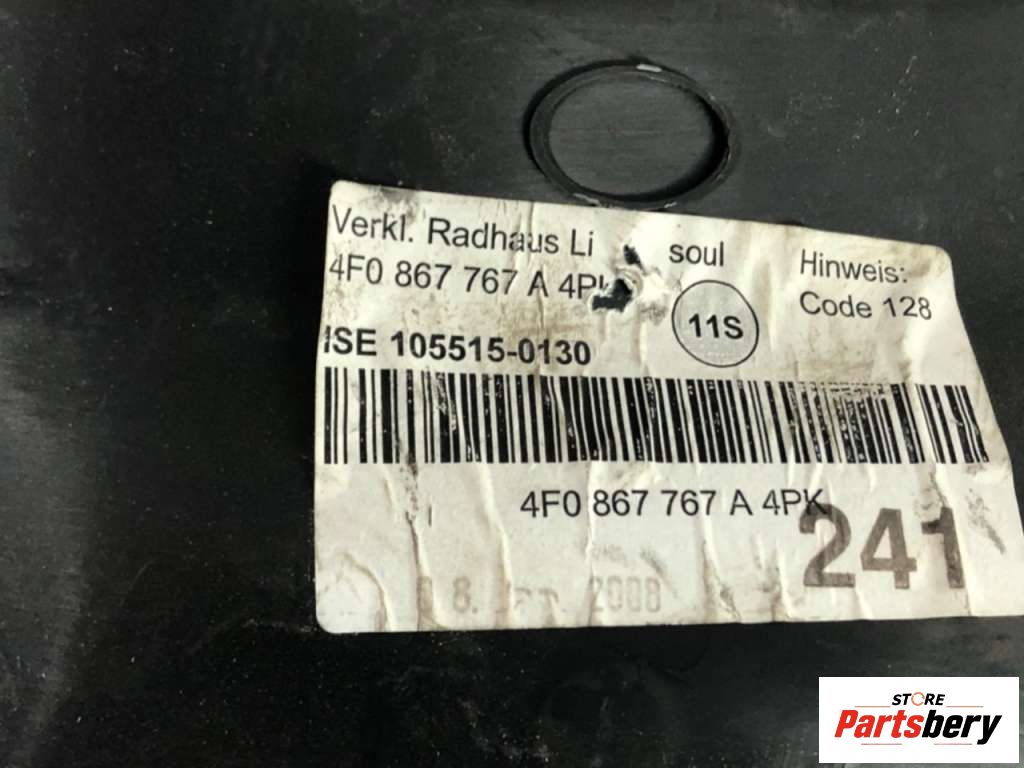 Verkl. Radhaus Li
soul
Hinweis:
4F0 867 767 A 4PK
11S
Code 128
ISE 105515-0130
4F0 867 767 A 4PK
241
8. 2008
STORE
Partsbery